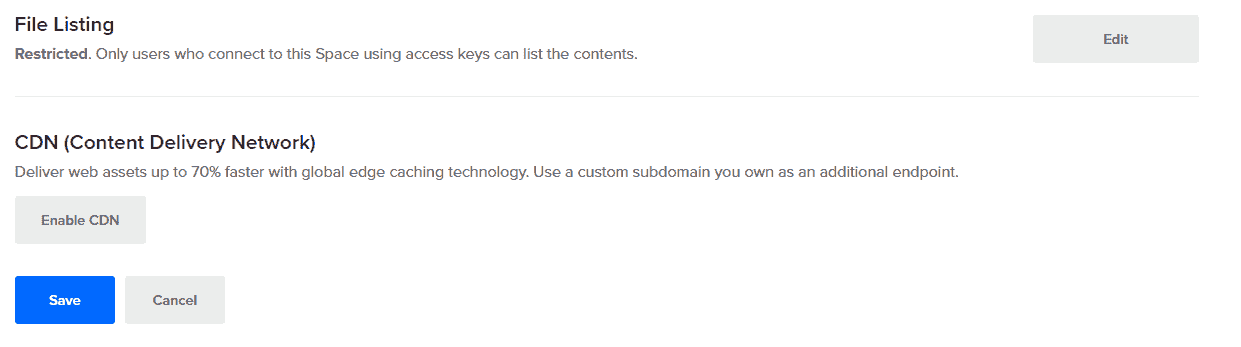 File Listing
Edit
Restricted. Only users who connect to this Space using access keys can list the contents.
CDN (Content Delivery Network)
Deliver web assets up to 70% faster with global edge caching technology. Use a custom subdomain you own as an additional endpoint.
Enable CDN
Save Cancel